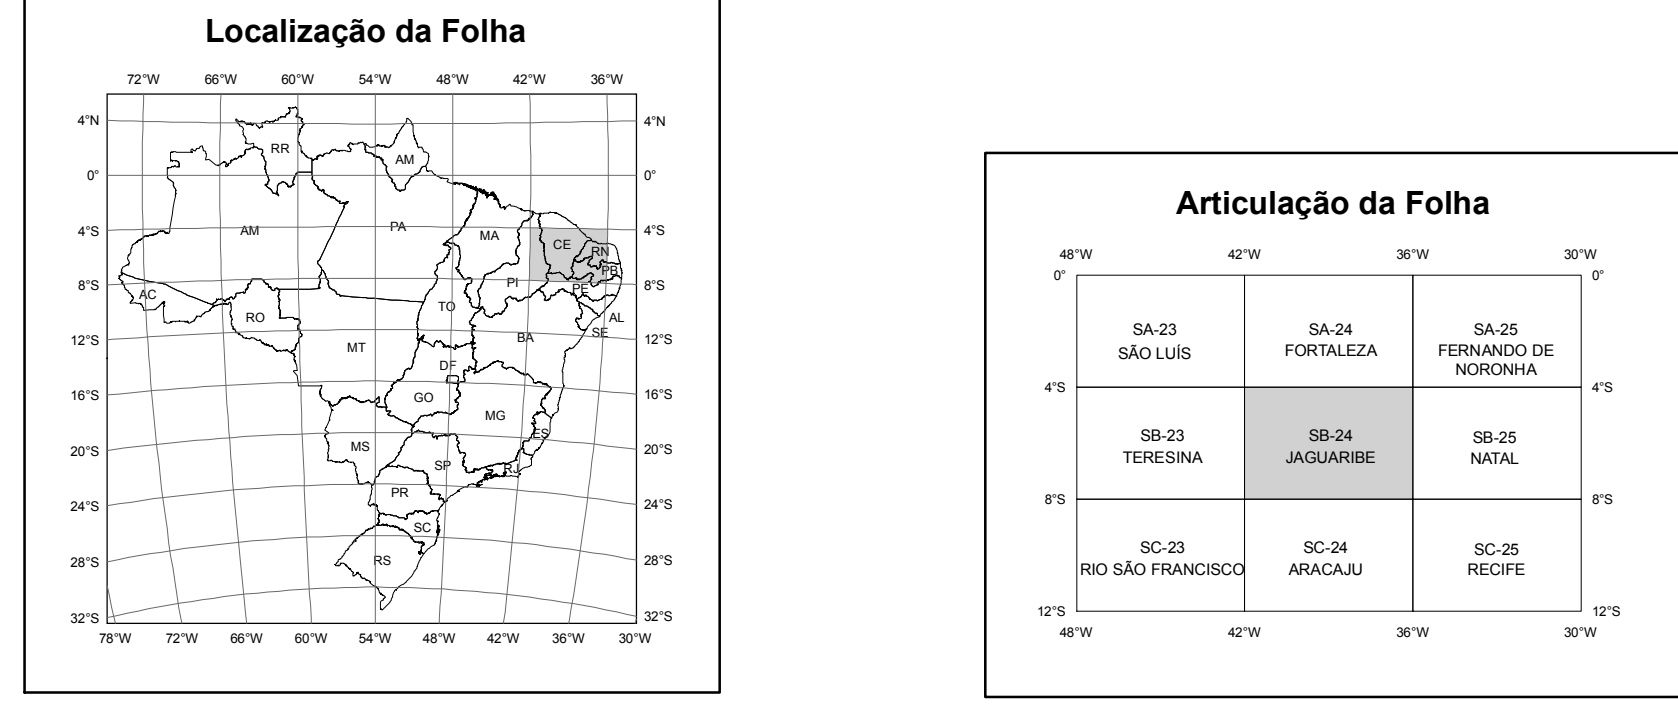 Localização da Folha
72°W 66°W 60°W 54°W 48°W 42°W 36°W
4°N 4°N
RR AM
0° 0°
4°S AM PA MA CE 4°S
RN
PB
8°S AC PI PE 8°S
RO TO AL
SE
12°S MT BA 12°S
DF
16°S GO 16°S
MG
ES
20°S MS 20°S
SP RJ
24°S PR 24°S
SC
28°S RS 28°S
32°S 32°S
78°W 72°W 66°W 60°W 54°W 48°W 42°W 36°W 30°W
Articulação da Folha
48°W 42°W 36°W 30°W
0° 0°
SA-23
SÃO LUÍS
SA-24
FORTALEZA
SA-25
FERNANDO DE
NORONHA
4°S 4°S
SB-23
TERESINA
SB-24
JAGUARIBE
SB-25
NATAL
8°S 8°S
SC-23
RIO SÃO FRANCISCO
SC-24
ARACAJU
SC-25
RECIFE
12°S 12°S
48°W 42°W 36°W 30°W